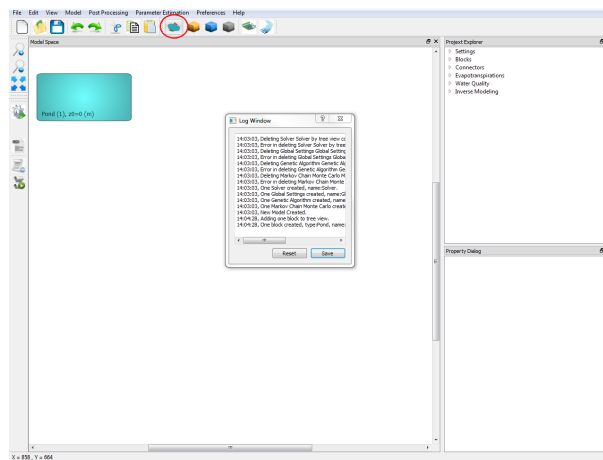 File Edit View Model Post Processing Parameter Estimation Preferences Help
Model Space
Project Explorer
Settings
Blocks
Connectors
Evapotranspirations
Water Quality
Inverse Modeling
Pond (1), z0=0 (m)
Log Window
14:03:03, Deleting Solver Solver by tree view co
14:03:03, Error in deleting Solver Solver by tree
14:03:03, Deleting Global Settings Global Setting
14:03:03, Error in deleting Global Settings Globa
14:03:03, Deleting Genetic Algorithm Genetic Alg
14:03:03, Error in deleting Genetic Algorithm Ge
14:03:03, Deleting Markov Chain Monte Carlo M
14:03:03, Error in deleting Markov Chain Monte
14:03:03, One Solver created, name:Solver.
14:03:03, One Global Settings created, name:Gl
14:03:03, One Genetic Algorithm created, name
14:03:03, One Markov Chain Monte Carlo create
14:03:03, New Model Created.
14:04:28, Adding one block to tree view.
14:04:28, One block created, type:Pond, name:
Reset Save
Property Dialog
X = 858 , Y = 664